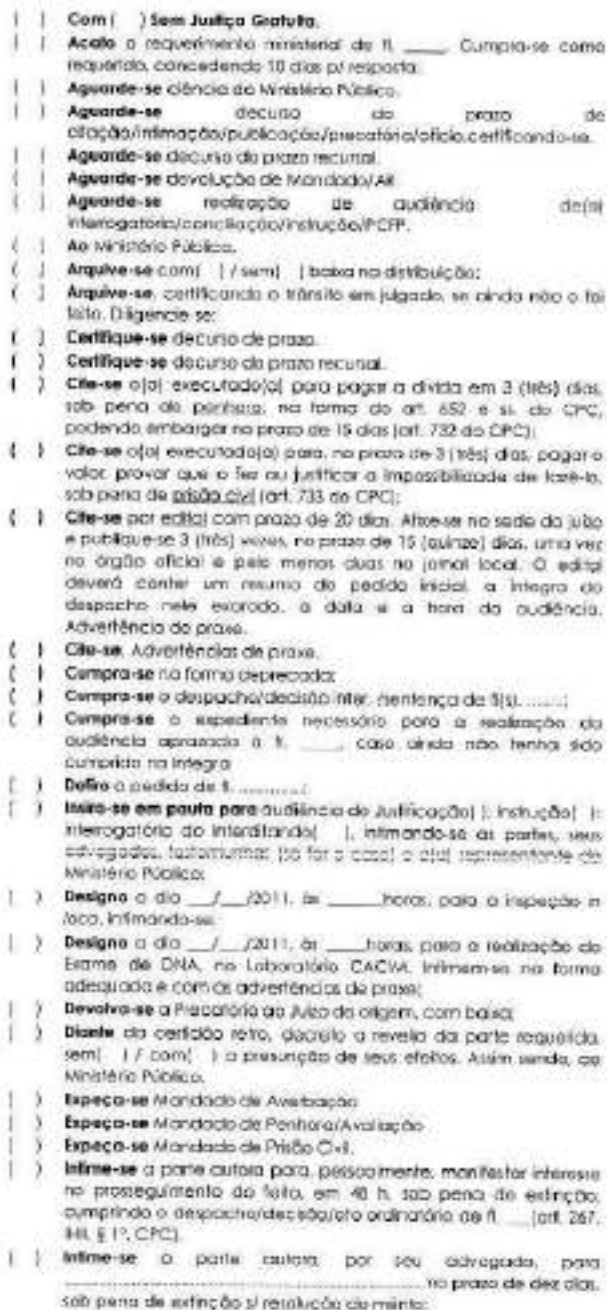 ( ) Com ( ) Sem Justiça Gratuita.
( ) Acato o requerimento ministerial de fl. ____ Cumpra-se como
requerido, concedendo 10 dias p/ resposta;
( ) Aguarde-se ciência do Ministério Público.
( ) Aguarde-se decurso do prazo de
citação/intimação/publicação/precatória/ofício, certificando-se.
( ) Aguarde-se decurso do prazo recursal.
( ) Aguarde-se devolução de Mandado/AR
( ) Aguarde-se realização de audiência de(a)
interrogatório/conciliação/instrução/PCFP.
( ) Ao Ministério Público.
( ) Arquive-se com( ) / sem( ) baixa na distribuição;
( ) Arquive-se, certificando o trânsito em julgado, se ainda não o foi
feito. Diligencie-se;
( ) Certifique-se decurso de prazo.
( ) Certifique-se decurso do prazo recursal.
( ) Cite-se o(a) executado(a) para pagar a dívida em 3 (três) dias,
sob pena de penhora, na forma do art. 652 e ss. do CPC,
podendo embargar no prazo de 15 dias (art. 732 do CPC);
( ) Cite-se o(a) executado(a) para, no prazo de 3 (três) dias, pagar o
valor, provar que o fez ou justificar a impossibilidade de fazê-lo,
sob pena de prisão civil (art. 733 do CPC);
( ) Cite-se por edital com prazo de 20 dias. Afixe-se na sede do juízo
e publique-se 3 (três) vezes, no prazo de 15 (quinze) dias, uma vez
no órgão oficial e pelo menos duas no jornal local. O edital
deverá conter um resumo do pedido inicial, a íntegra do
despacho nele exarado, a data e a hora da audiência.
Advertência de praxe.
( ) Cite-se. Advertências de praxe.
( ) Cumpra-se na forma deprecada;
( ) Cumpra-se o despacho/decisão inter. /sentença de fl(s). ........;
( ) Cumpra-se o expediente necessário para a realização da
audiência aprazada à fl. ____, caso ainda não tenha sido
cumprido na íntegra
( ) Defiro o pedido de fl. ............;
( ) Insira-se em pauta para audiência de Justificação( ); instrução( );
interrogatório do interditando( ), intimando-se as partes, seus
advogados, testemunhas (se for o caso) e o(a) representante do
Ministério Público;
( ) Designo o dia __/__/2011, às _____horas, para a inspeção in
loco, intimando-se;
( ) Designo o dia __/__/2011, às ____horas, para a realização do
Exame de DNA, no Laboratório CACIM. Intimem-se na forma
adequada e com as advertências de praxe;
( ) Devolva-se a Precatória ao Juízo de origem, com baixa;
( ) Diante da certidão retro, decreto a revelia da parte requerida,
sem( ) / com( ) a presunção de seus efeitos. Assim sendo, ao
Ministério Público.
( ) Expeça-se Mandado de Averbação
( ) Expeça-se Mandado de Penhora/Avaliação
( ) Expeça-se Mandado de Prisão Civil.
( ) Intime-se a parte autora para, pessoalmente, manifestar interesse
no prosseguimento do feito, em 48 h, sob pena de extinção;
cumprindo o despacho/decisão/ato ordinatório de fl. __ (art. 267,
§ 1º, CPC).
( ) Intime-se a parte autora, por seu advogado, para
............................................................ no prazo de dez dias,
sob pena de extinção s/ resolução do mérito;